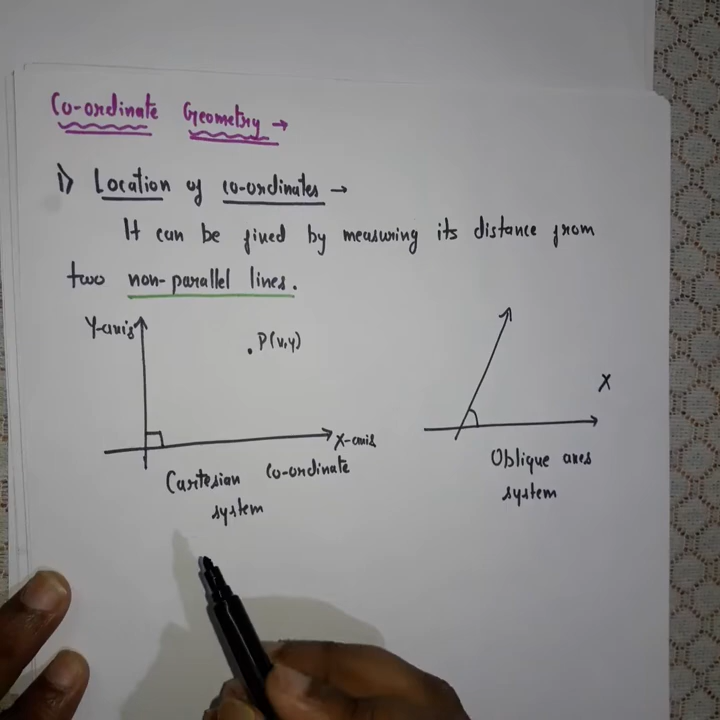 Co-ordinate Geometry →
i) Location of co-ordinates →
It can be fixed by measuring its distance from
two non-parallel lines.
Y-axis
P(x,y)
X
X-axis
Cartesian co-ordinate
system
Oblique axes
system